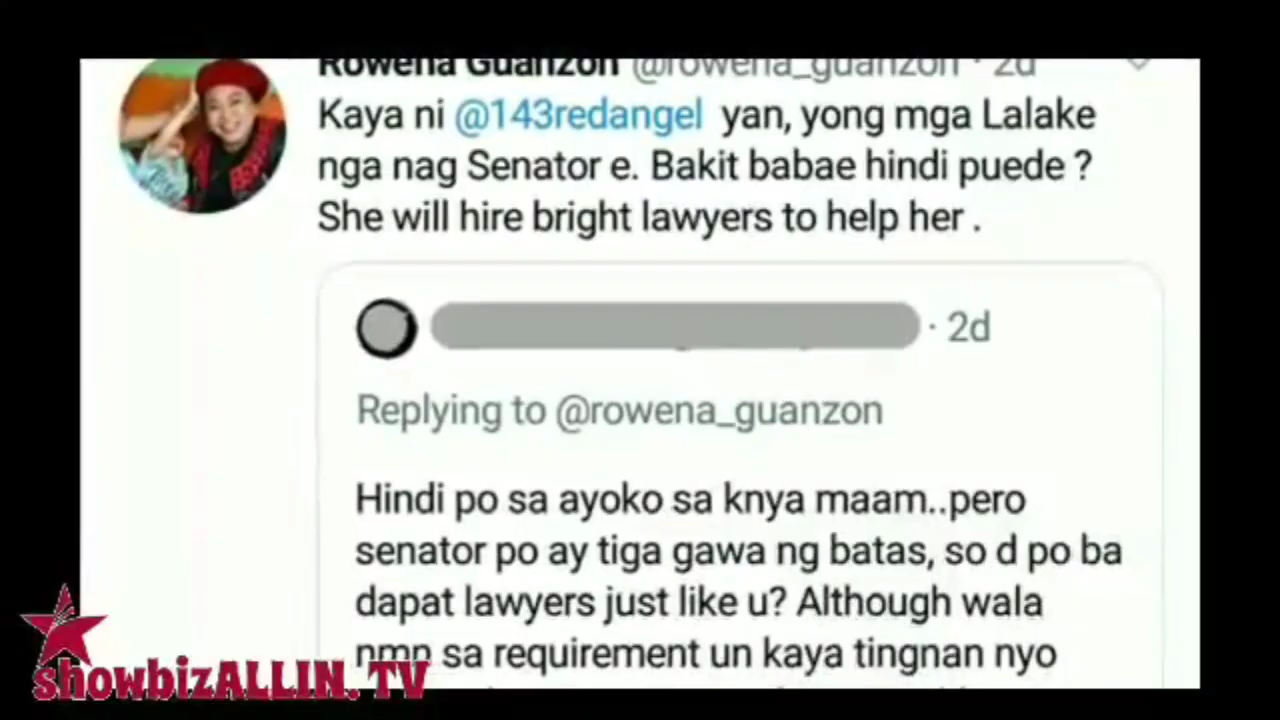 Rowena Guanzon @rowena_guanzon · 2d
Kaya ni @143redangel yan, yong mga Lalake
nga nag Senator e. Bakit babae hindi puede ?
She will hire bright lawyers to help her .
· 2d
Replying to @rowena_guanzon
Hindi po sa ayoko sa knya maam..pero
senator po ay tiga gawa ng batas, so d po ba
dapat lawyers just like u? Although wala
nmn sa requirement un kaya tingnan nyo
showbizALLIN. TV